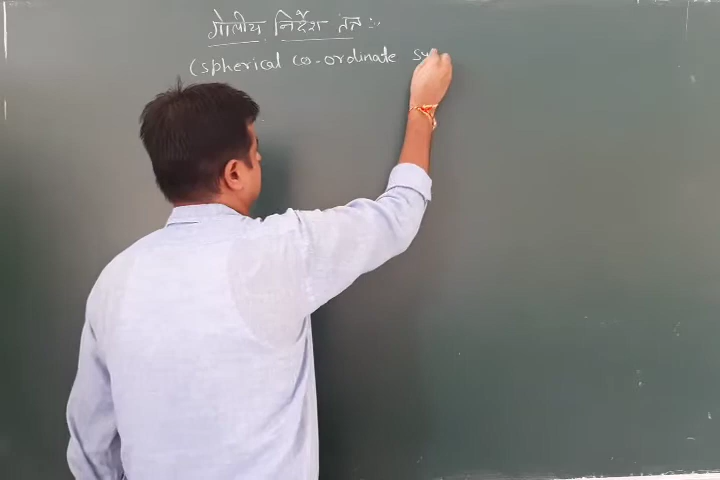 गोलीय निर्देश तंत्र :-
(spherical co-ordinate sy